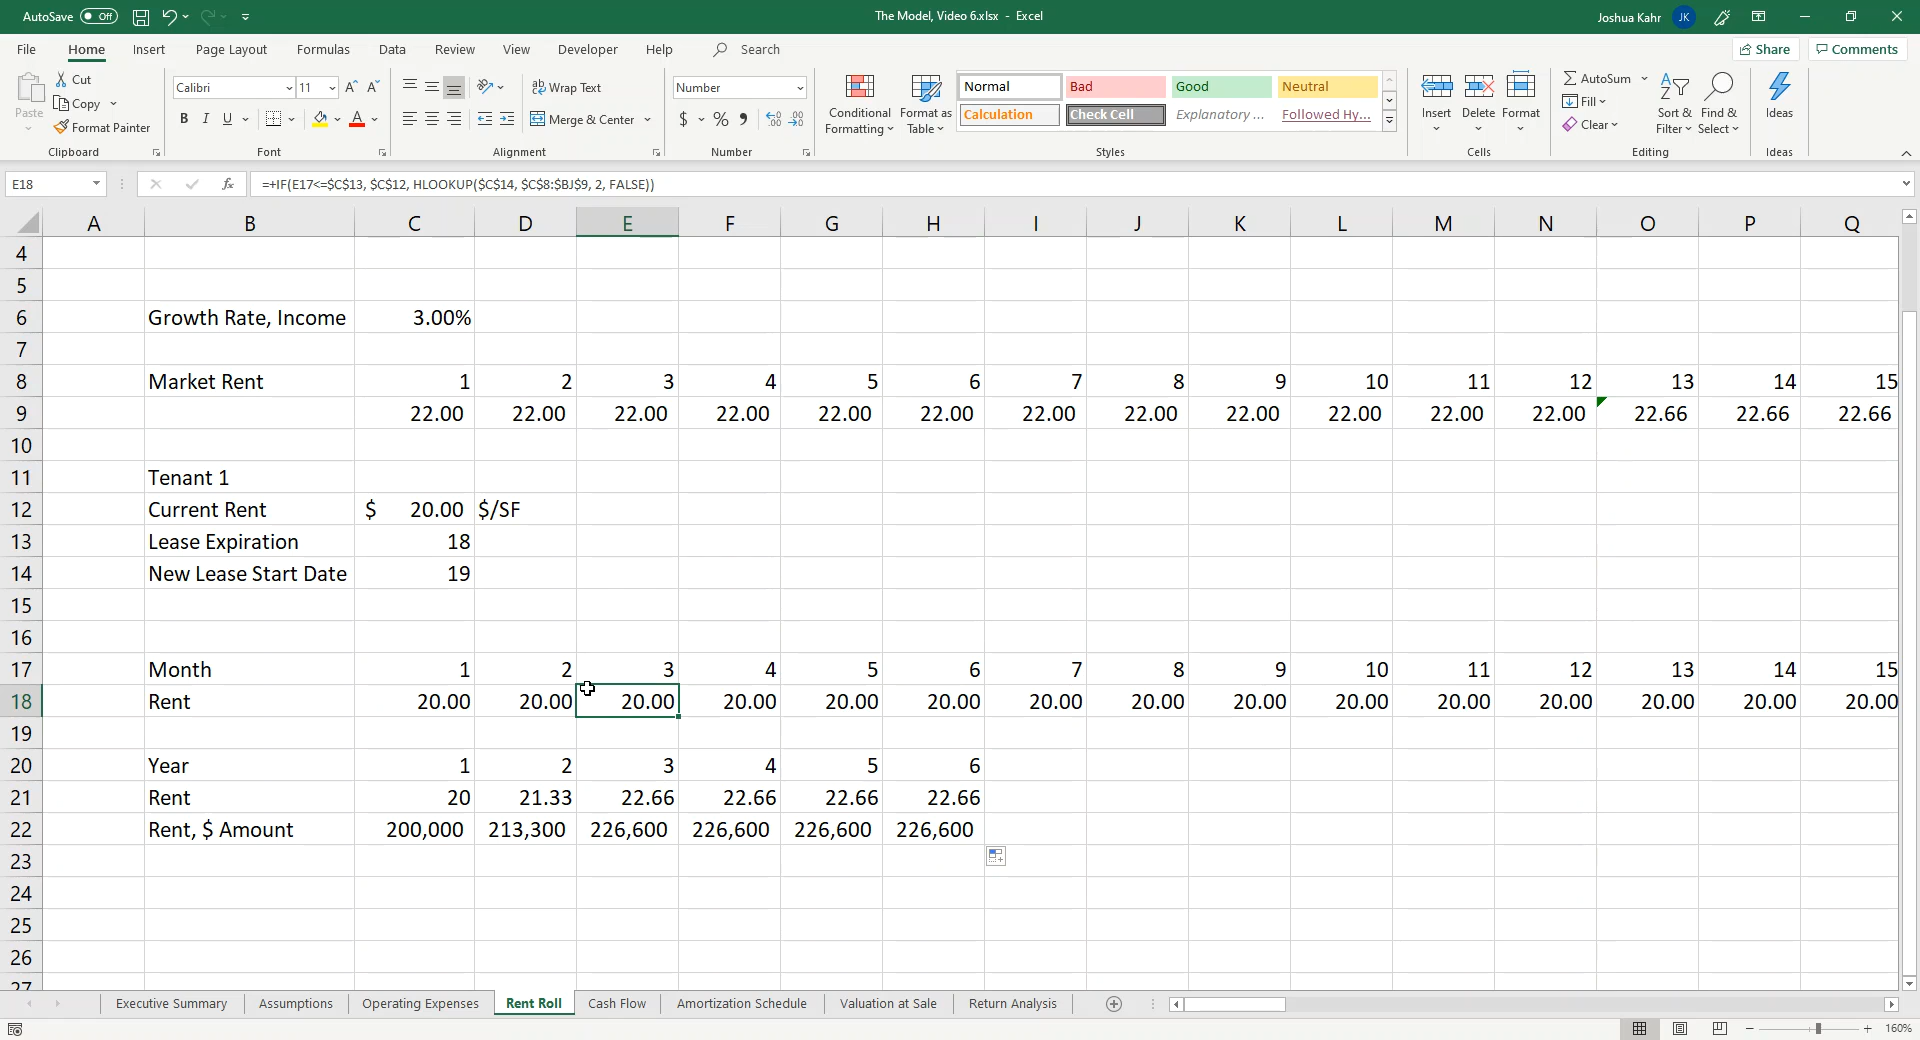 AutoSave Off The Model, Video 6.xlsx - Excel Joshua Kahr JK
File Home Insert Page Layout Formulas Data Review View Developer Help Search Share Comments
Paste Cut Copy Format Painter Clipboard
Calibri 11 A A B I U A Font
Wrap Text Merge & Center Alignment
Number $ % , Number
Conditional Formatting Format as Table Normal Bad Good Neutral
Calculation Check Cell Explanatory ... Followed Hy... Styles
Insert Delete Format Cells
AutoSum Fill Clear Sort & Filter Find & Select Editing
Ideas Ideas
E18 fx =+IF(E17<=$C$13, $C$12, HLOOKUP($C$14, $C$8:$BJ$9, 2, FALSE))
A B C D E F G H I J K L M N O P Q
4
5
6 Growth Rate, Income 3.00%
7
8 Market Rent 1 2 3 4 5 6 7 8 9 10 11 12 13 14 15
9 22.00 22.00 22.00 22.00 22.00 22.00 22.00 22.00 22.00 22.00 22.00 22.00 22.66 22.66 22.66
10
11 Tenant 1
12 Current Rent $ 20.00 $/SF
13 Lease Expiration 18
14 New Lease Start Date 19
15
16
17 Month 1 2 3 4 5 6 7 8 9 10 11 12 13 14 15
18 Rent 20.00 20.00 20.00 20.00 20.00 20.00 20.00 20.00 20.00 20.00 20.00 20.00 20.00 20.00 20.00
19
20 Year 1 2 3 4 5 6
21 Rent 20 21.33 22.66 22.66 22.66 22.66
22 Rent, $ Amount 200,000 213,300 226,600 226,600 226,600 226,600
23
24
25
26
27
Executive Summary Assumptions Operating Expenses Rent Roll Cash Flow Amortization Schedule Valuation at Sale Return Analysis
160%